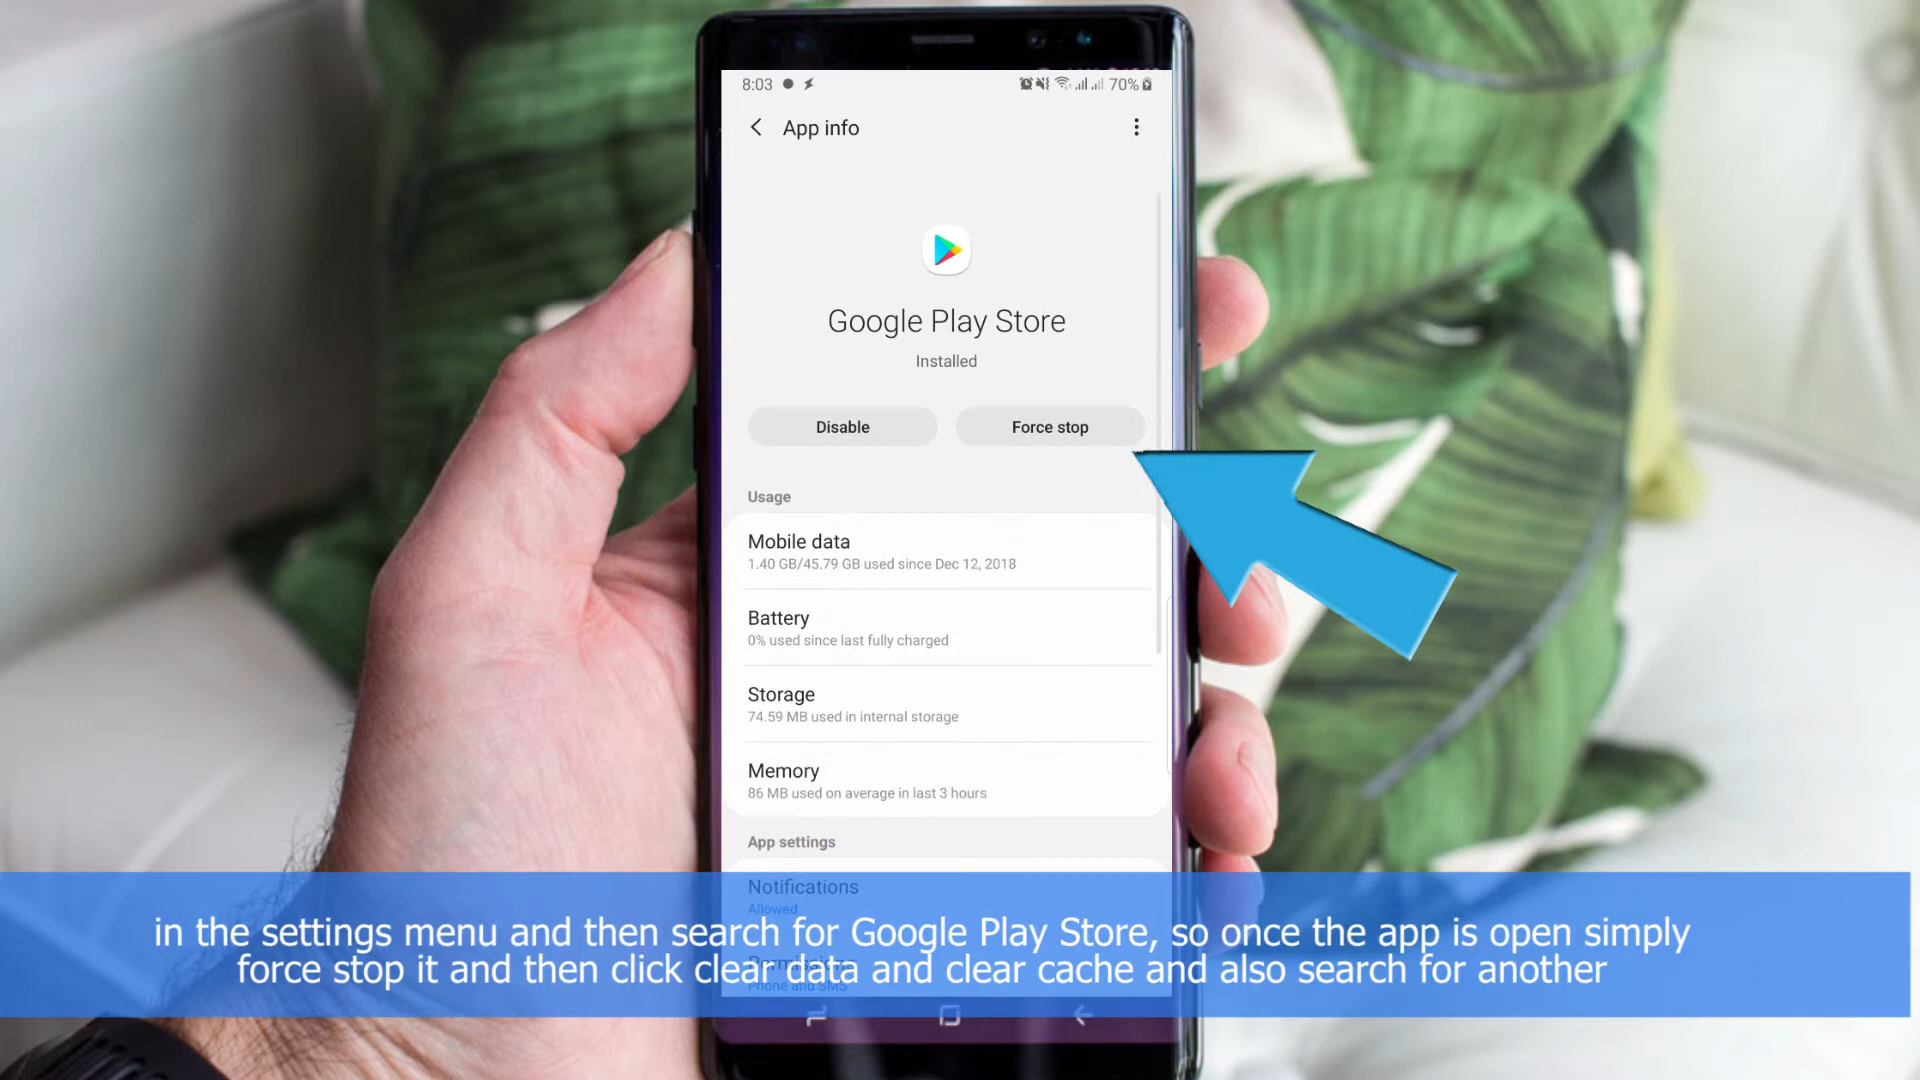 8:03
70%
App info
Google Play Store
Installed
Disable
Force stop
Usage
Mobile data
1.40 GB/45.79 GB used since Dec 12, 2018
Battery
0% used since last fully charged
Storage
74.59 MB used in internal storage
Memory
86 MB used on average in last 3 hours
App settings
Notifications
Allowed
in the settings menu and then search for Google Play Store, so once the app is open simply
Permissions
force stop it and then click clear data and clear cache and also search for another
Phone and SMS